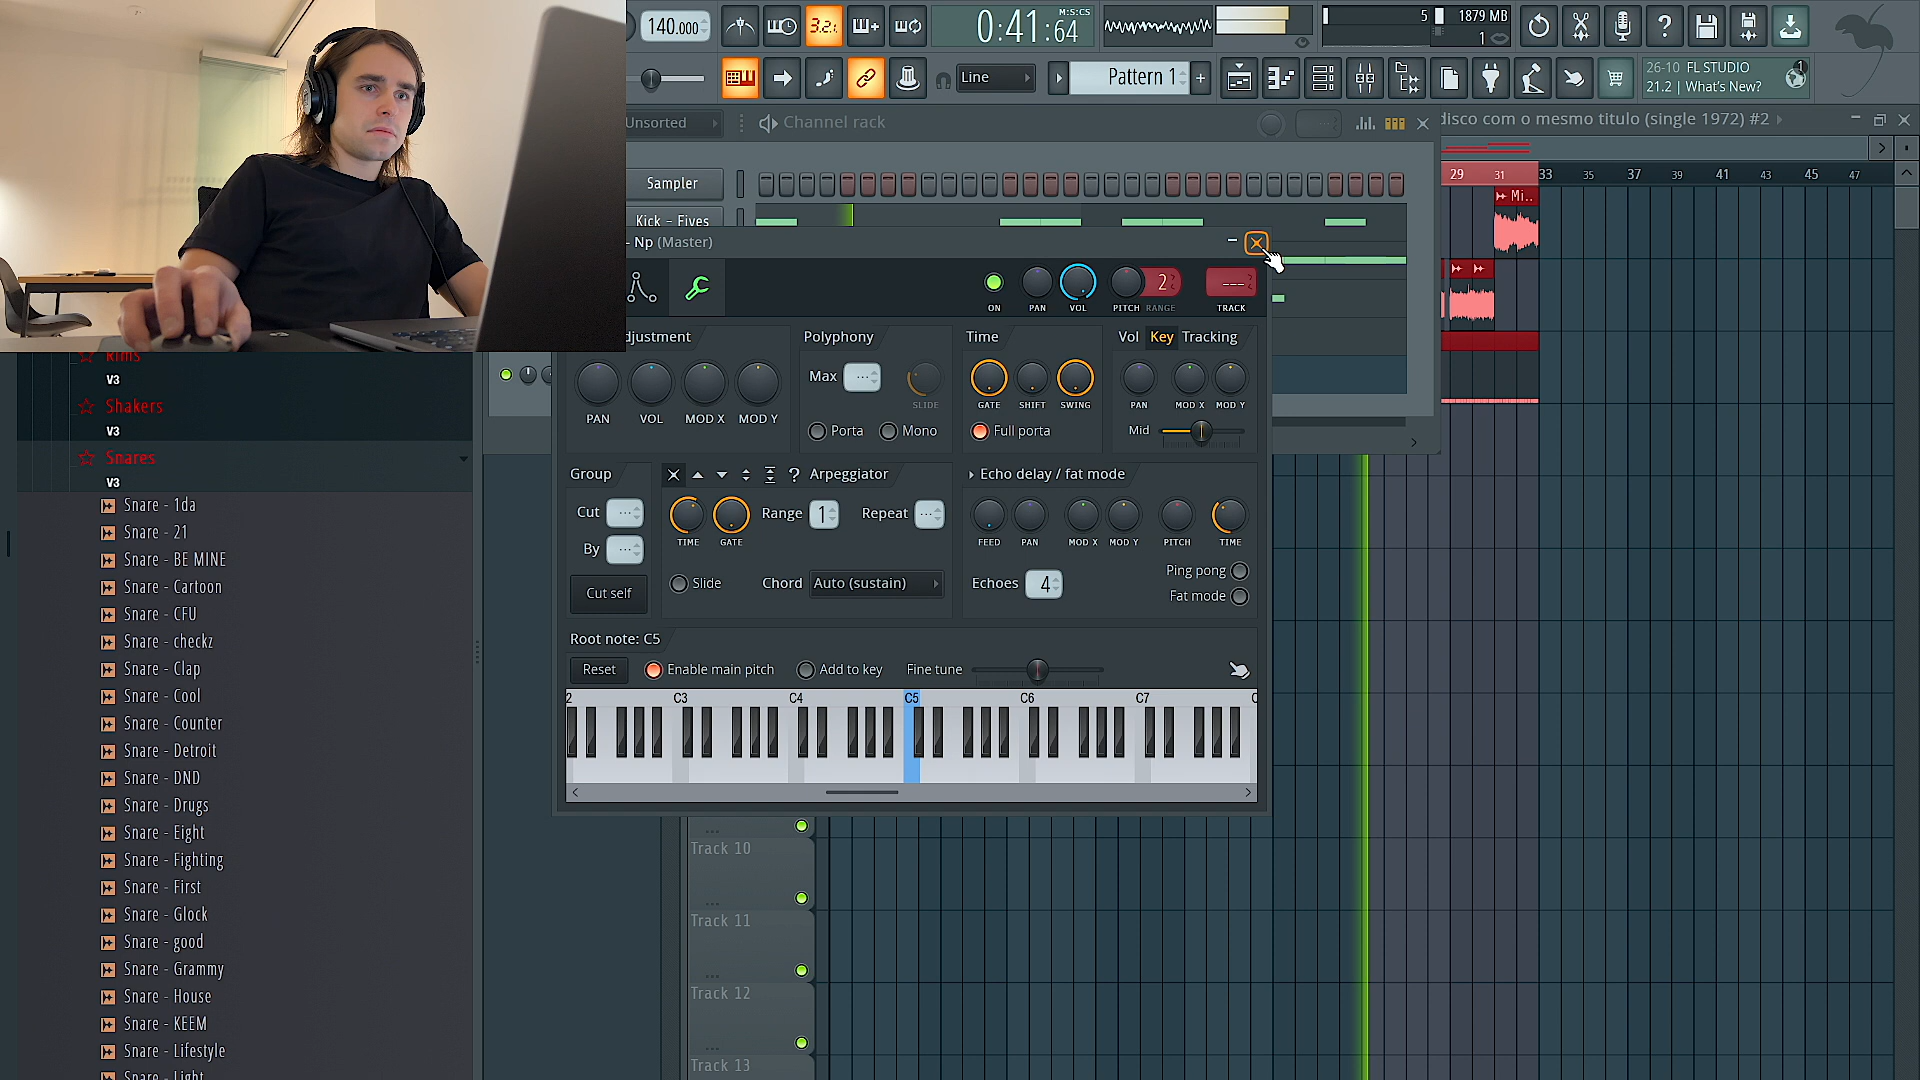 140.000
3.2.
0:41:64
M:S:CS
5
1879 MB
1
Line
Pattern 1
+
?
26-10 FL STUDIO
21.2 | What's New?
1
Unsorted
Channel rack
disco com o mesmo titulo (single 1972) #2
Sampler
29 31 33 35 37 39 41 43 45 47
Mi..
Kick - Fives
- Np (Master)
ON
PAN
VOL
PITCH
RANGE
2
---
TRACK
djustment
Polyphony
Time
Vol
Key
Tracking
Max
PAN
VOL
MOD X
MOD Y
SLIDE
GATE
SHIFT
SWING
PAN
MOD X
MOD Y
Porta
Mono
Full porta
Mid
Group
? Arpeggiator
Echo delay / fat mode
Cut
By
Cut self
TIME
GATE
Range
1
Repeat
Slide
Chord
Auto (sustain)
FEED
PAN
MOD X
MOD Y
PITCH
TIME
Echoes
4
Ping pong
Fat mode
Root note: C5
Reset
Enable main pitch
Add to key
Fine tune
2 C3 C4 C5 C6 C7 C
Rims
V3
Shakers
V3
Snares
V3
Snare - 1da
Snare - 21
Snare - BE MINE
Snare - Cartoon
Snare - CFU
Snare - checkz
Snare - Clap
Snare - Cool
Snare - Counter
Snare - Detroit
Snare - DND
Snare - Drugs
Snare - Eight
Snare - Fighting
Snare - First
Snare - Glock
Snare - good
Snare - Grammy
Snare - House
Snare - KEEM
Snare - Lifestyle
Snare - Light
Track 10
Track 11
Track 12
Track 13